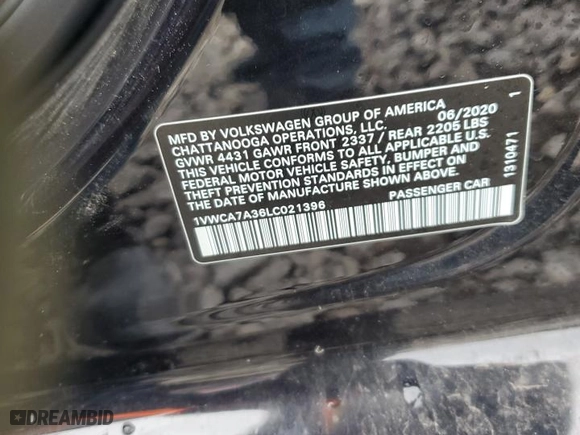 MFD BY VOLKSWAGEN GROUP OF AMERICA
CHATTANOOGA OPERATIONS, LLC. 06/2020 1
GVWR 4431 GAWR FRONT 2337 / REAR 2205 LBS
THIS VEHICLE CONFORMS TO ALL APPLICABLE U.S.
FEDERAL MOTOR VEHICLE SAFETY, BUMPER AND
THEFT PREVENTION STANDARDS IN EFFECT ON
THE DATE OF MANUFACTURE SHOWN ABOVE.
1VWCA7A36LC021396 PASSENGER CAR
1310471
DREAMBID